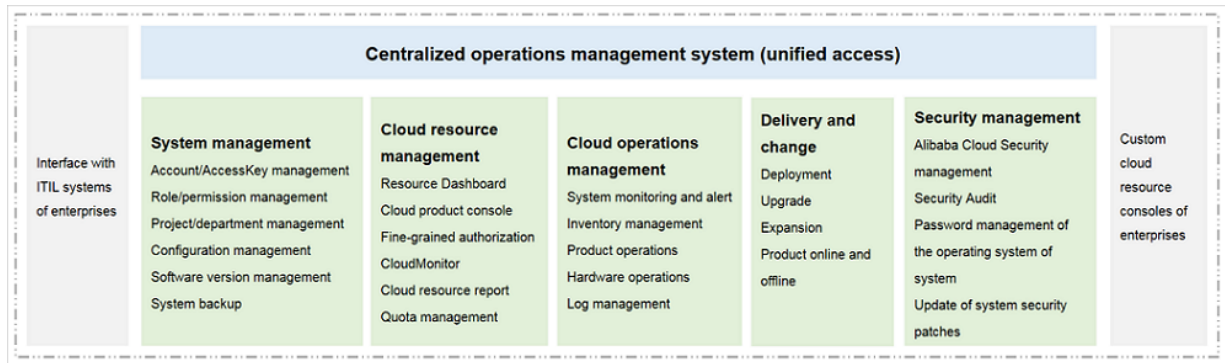 Centralized operations management system (unified access)
Interface with
ITIL systems
of enterprises
System management
Account/AccessKey management
Role/permission management
Project/department management
Configuration management
Software version management
System backup
Cloud resource
management
Resource Dashboard
Cloud product console
Fine-grained authorization
CloudMonitor
Cloud resource report
Quota management
Cloud operations
management
System monitoring and alert
Inventory management
Product operations
Hardware operations
Log management
Delivery and
change
Deployment
Upgrade
Expansion
Product online and
offline
Security management
Alibaba Cloud Security
management
Security Audit
Password management of
the operating system of
system
Update of system security
patches
Custom
cloud
resource
consoles of
enterprises